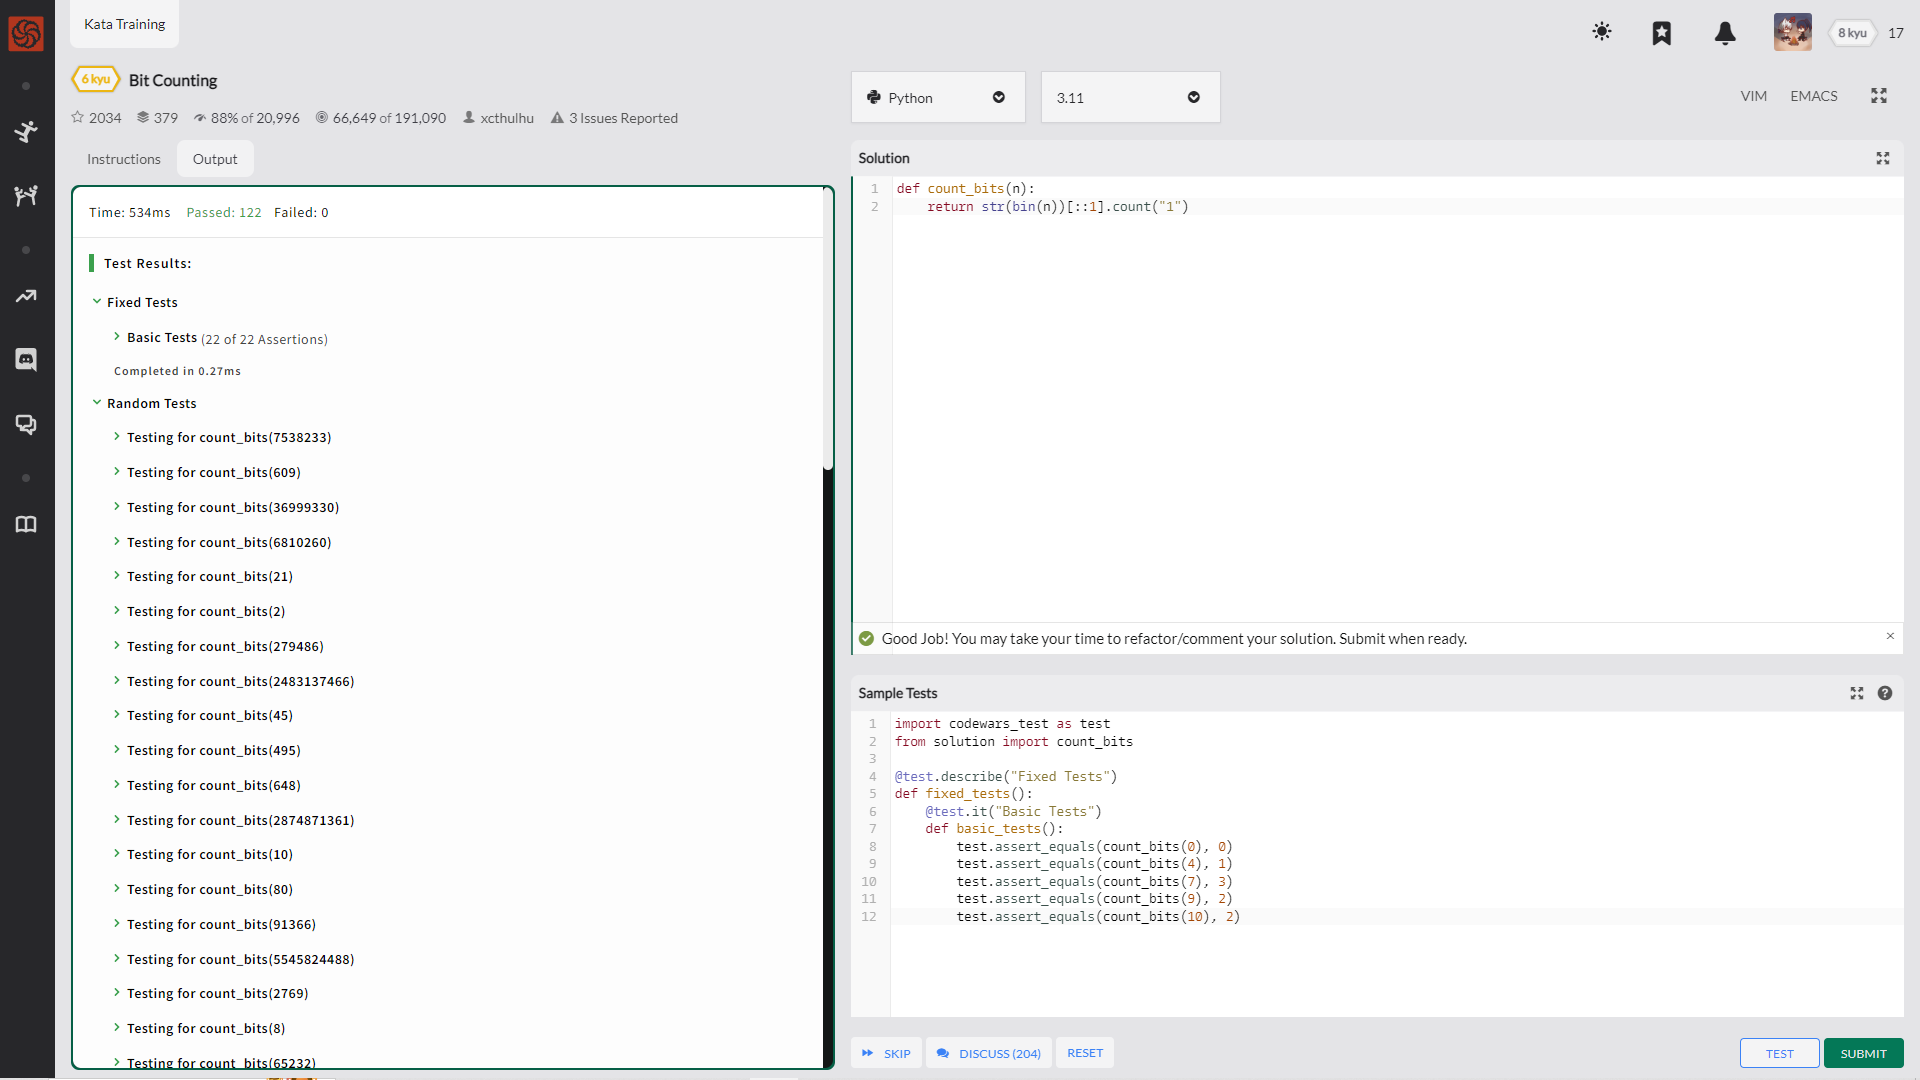 Kata Training
8 kyu 17
6 kyu Bit Counting
2034 379 88% of 20,996 66,649 of 191,090 xcthulhu 3 Issues Reported
Instructions Output
Time: 534ms Passed: 122 Failed: 0
Test Results:
Fixed Tests
Basic Tests (22 of 22 Assertions)
Completed in 0.27ms
Random Tests
Testing for count_bits(7538233)
Testing for count_bits(609)
Testing for count_bits(36999330)
Testing for count_bits(6810260)
Testing for count_bits(21)
Testing for count_bits(2)
Testing for count_bits(279486)
Testing for count_bits(2483137466)
Testing for count_bits(45)
Testing for count_bits(495)
Testing for count_bits(648)
Testing for count_bits(2874871361)
Testing for count_bits(10)
Testing for count_bits(80)
Testing for count_bits(91366)
Testing for count_bits(5545824488)
Testing for count_bits(2769)
Testing for count_bits(8)
Testing for count_bits(65232)
Python 3.11 VIM EMACS
Solution
1 def count_bits(n):
2     return str(bin(n))[::1].count("1")
Good Job! You may take your time to refactor/comment your solution. Submit when ready. ×
Sample Tests ?
1 import codewars_test as test
2 from solution import count_bits
3
4 @test.describe("Fixed Tests")
5 def fixed_tests():
6     @test.it("Basic Tests")
7     def basic_tests():
8         test.assert_equals(count_bits(0), 0)
9         test.assert_equals(count_bits(4), 1)
10         test.assert_equals(count_bits(7), 3)
11         test.assert_equals(count_bits(9), 2)
12         test.assert_equals(count_bits(10), 2)
SKIP DISCUSS (204) RESET TEST SUBMIT